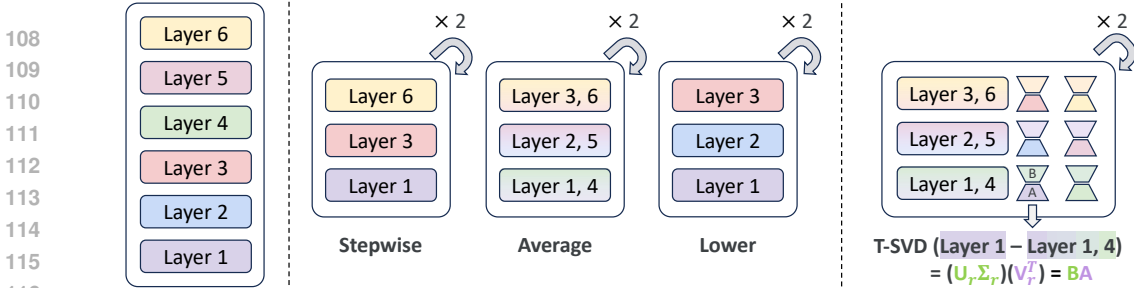 108
109
110
111
112
113
114
115
Layer 6
Layer 5
Layer 4
Layer 3
Layer 2
Layer 1
× 2
Layer 6
Layer 3
Layer 1
Stepwise
× 2
Layer 3, 6
Layer 2, 5
Layer 1, 4
Average
× 2
Layer 3
Layer 2
Layer 1
Lower
× 2
Layer 3, 6
Layer 2, 5
Layer 1, 4
B
A
T-SVD (Layer 1 – Layer 1, 4)
= (UᵣΣᵣ)(Vᵣᵀ) = BA